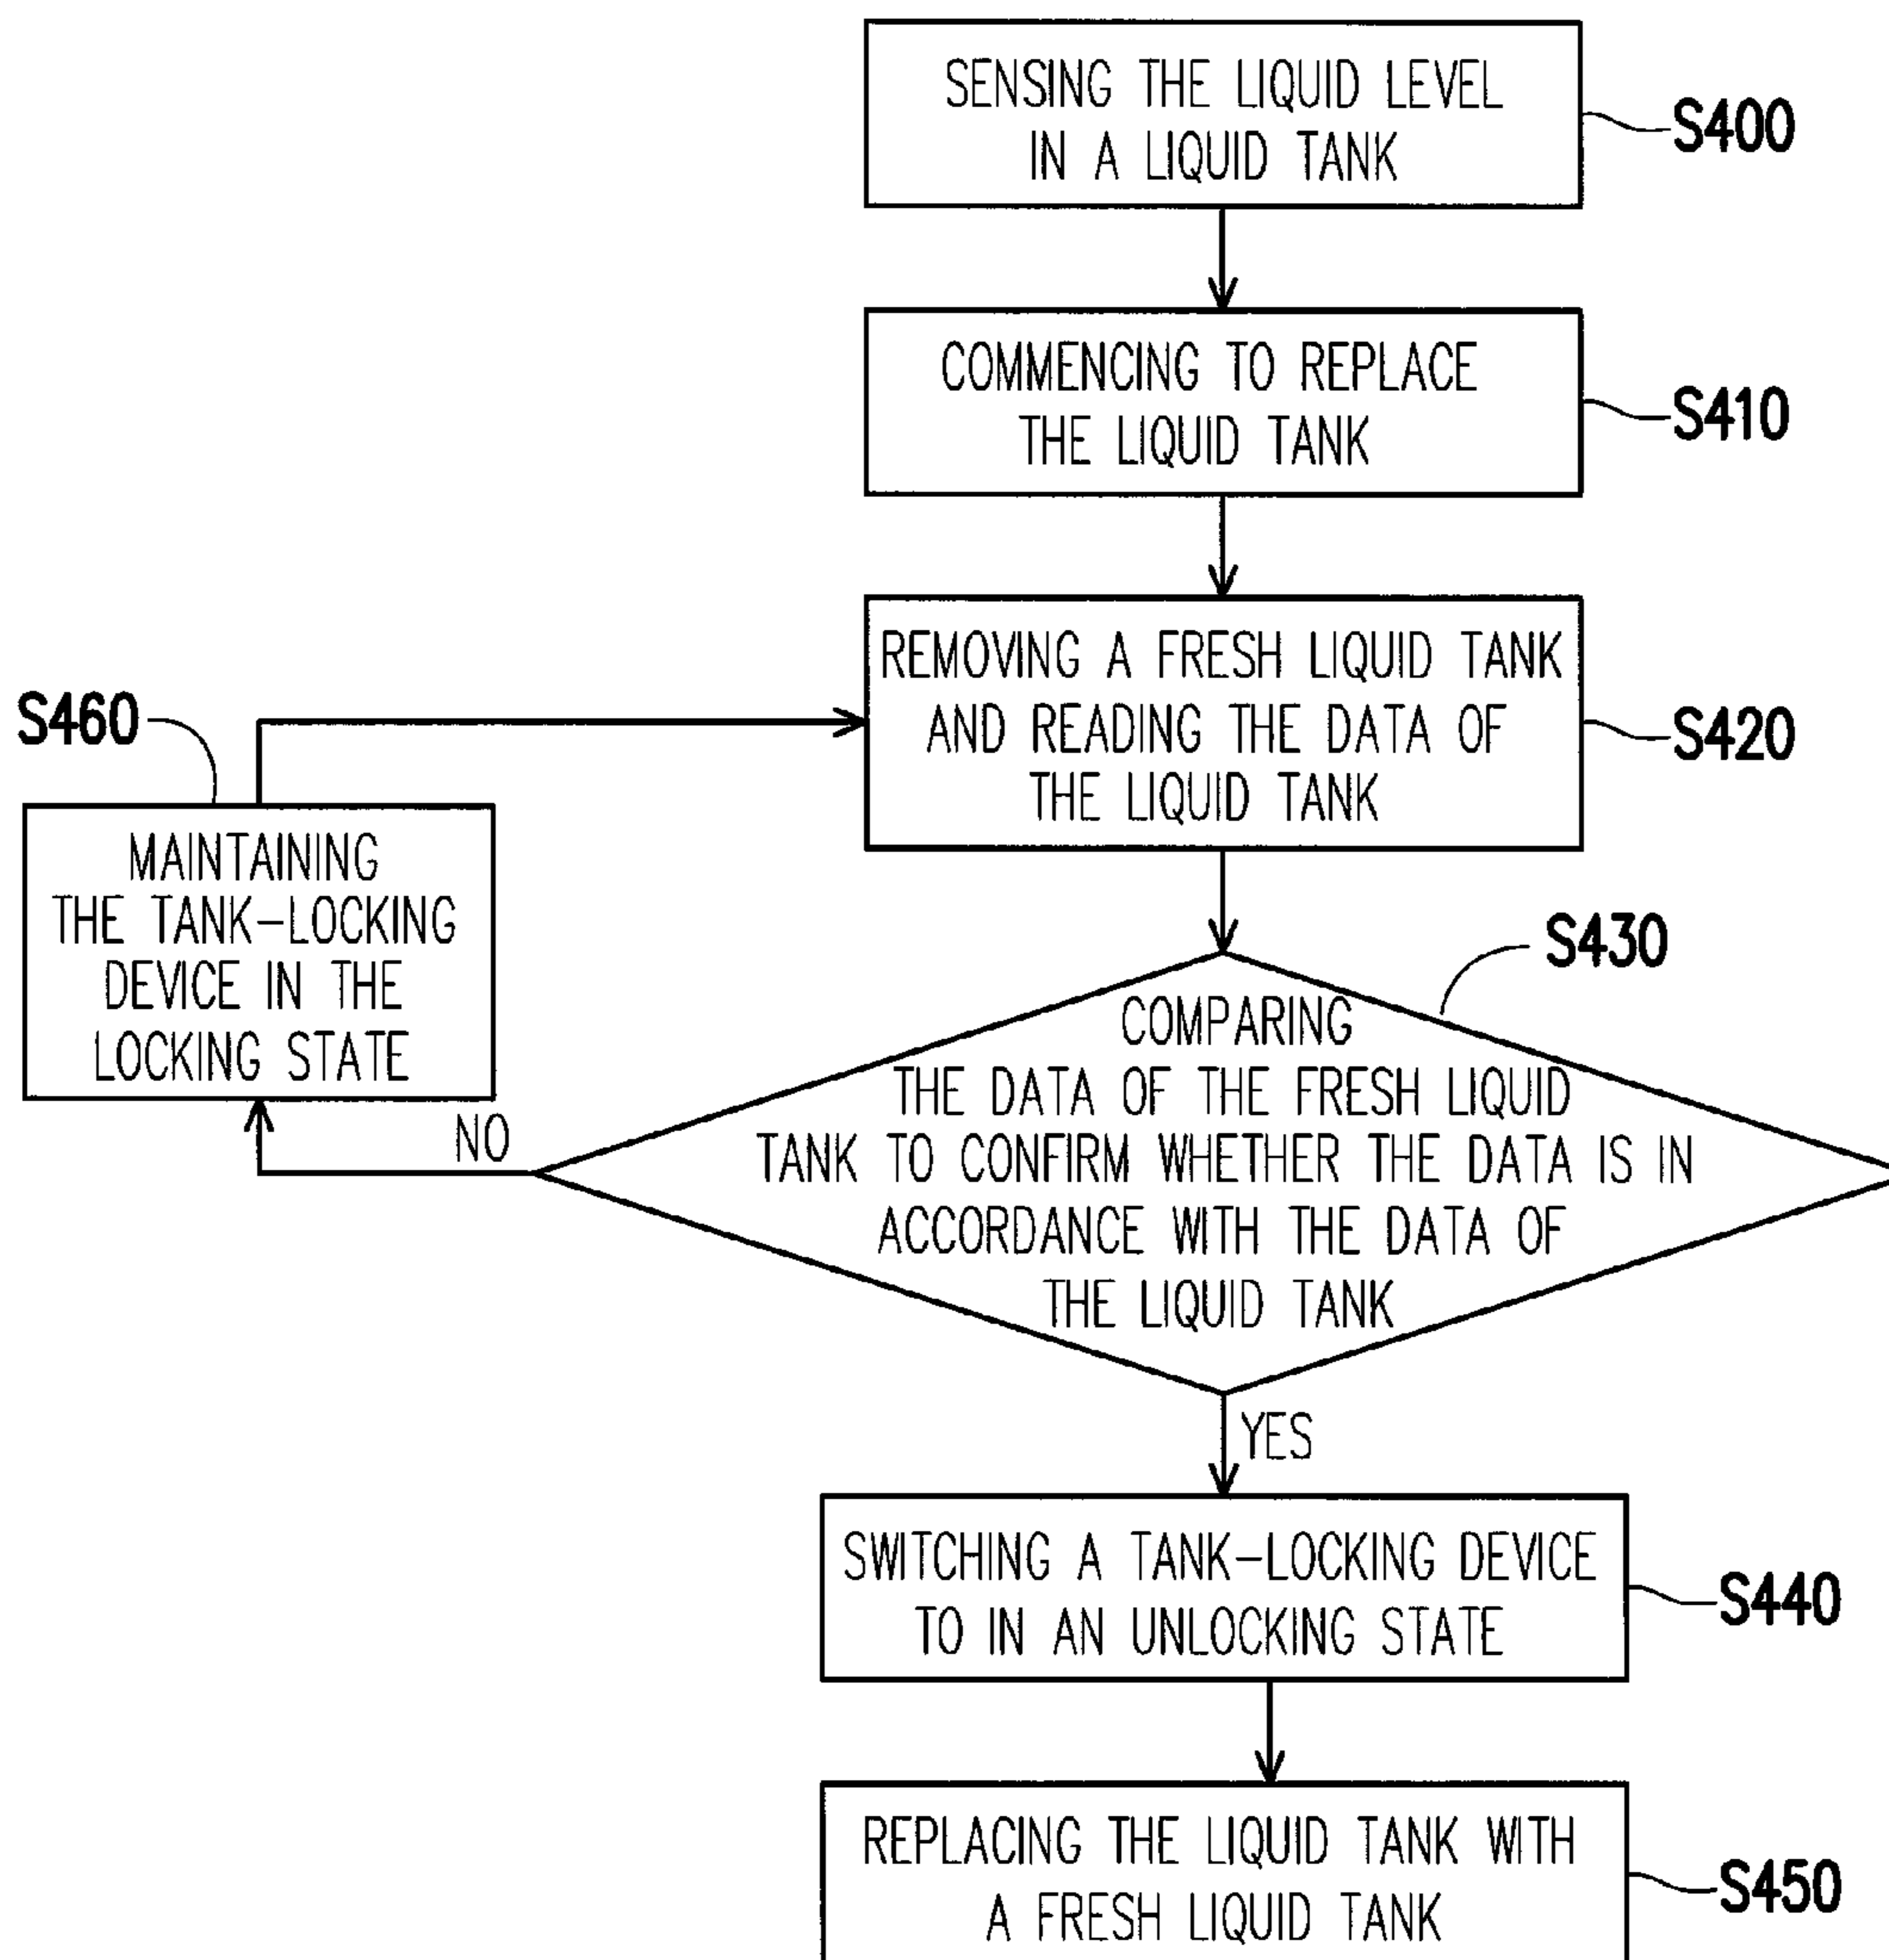 SENSING THE LIQUID LEVEL
IN A LIQUID TANK
S400
COMMENCING TO REPLACE
THE LIQUID TANK
S410
REMOVING A FRESH LIQUID TANK
AND READING THE DATA OF
THE LIQUID TANK
S420
S460
MAINTAINING
THE TANK-LOCKING
DEVICE IN THE
LOCKING STATE
S430
COMPARING
THE DATA OF THE FRESH LIQUID
TANK TO CONFIRM WHETHER THE DATA IS IN
ACCORDANCE WITH THE DATA OF
THE LIQUID TANK
NO
YES
SWITCHING A TANK-LOCKING DEVICE
TO IN AN UNLOCKING STATE
S440
REPLACING THE LIQUID TANK WITH
A FRESH LIQUID TANK
S450